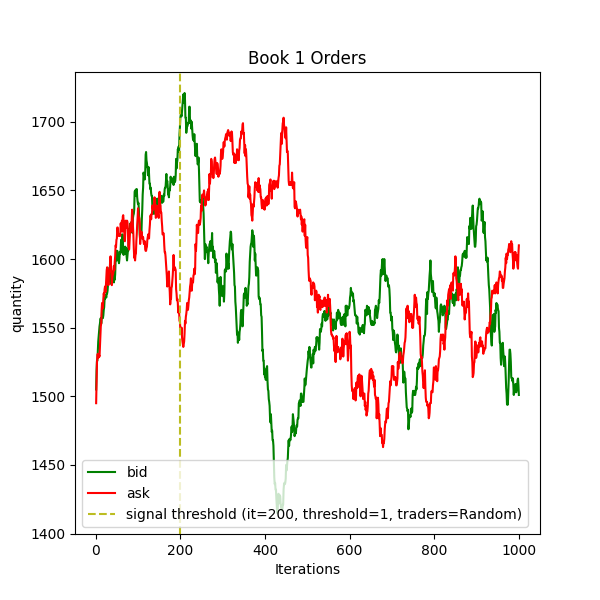 Book 1 Orders
quantity
1700
1650
1600
1550
1500
1450
1400
bid
ask
signal threshold (it=200, threshold=1, traders=Random)
0 200 400 600 800 1000
Iterations